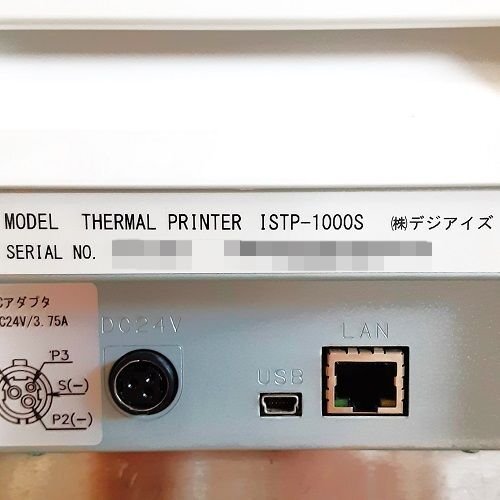 MODEL THERMAL PRINTER ISTP-1000S ㈱デジアイズ
SERIAL NO.
Cアダプタ
C24V/3.75A
DC24V
LAN
USB
P3
S(-)
P2(-)